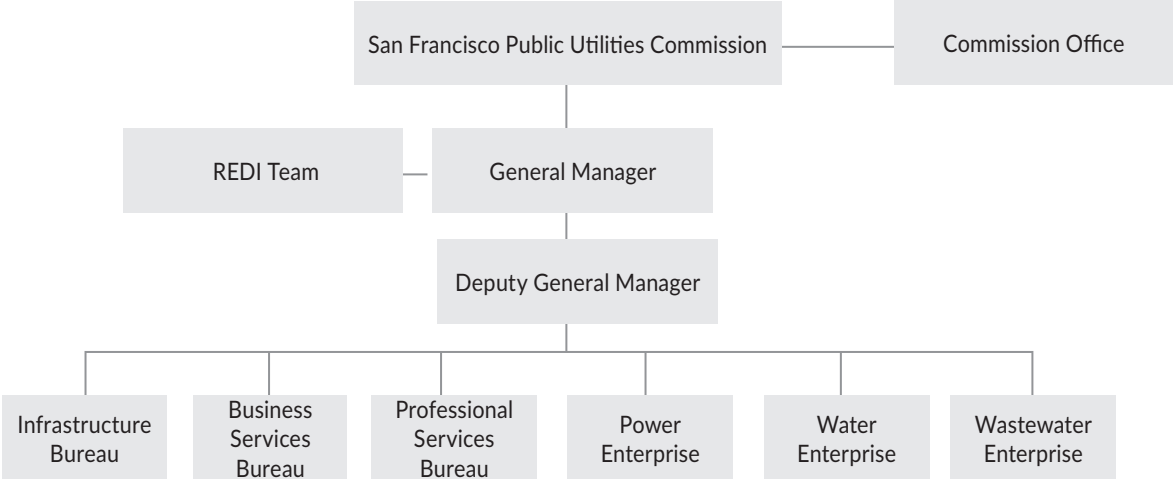 San Francisco Public Utilities Commission
Commission Office
REDI Team
General Manager
Deputy General Manager
Infrastructure
Bureau
Business
Services
Bureau
Professional
Services
Bureau
Power
Enterprise
Water
Enterprise
Wastewater
Enterprise